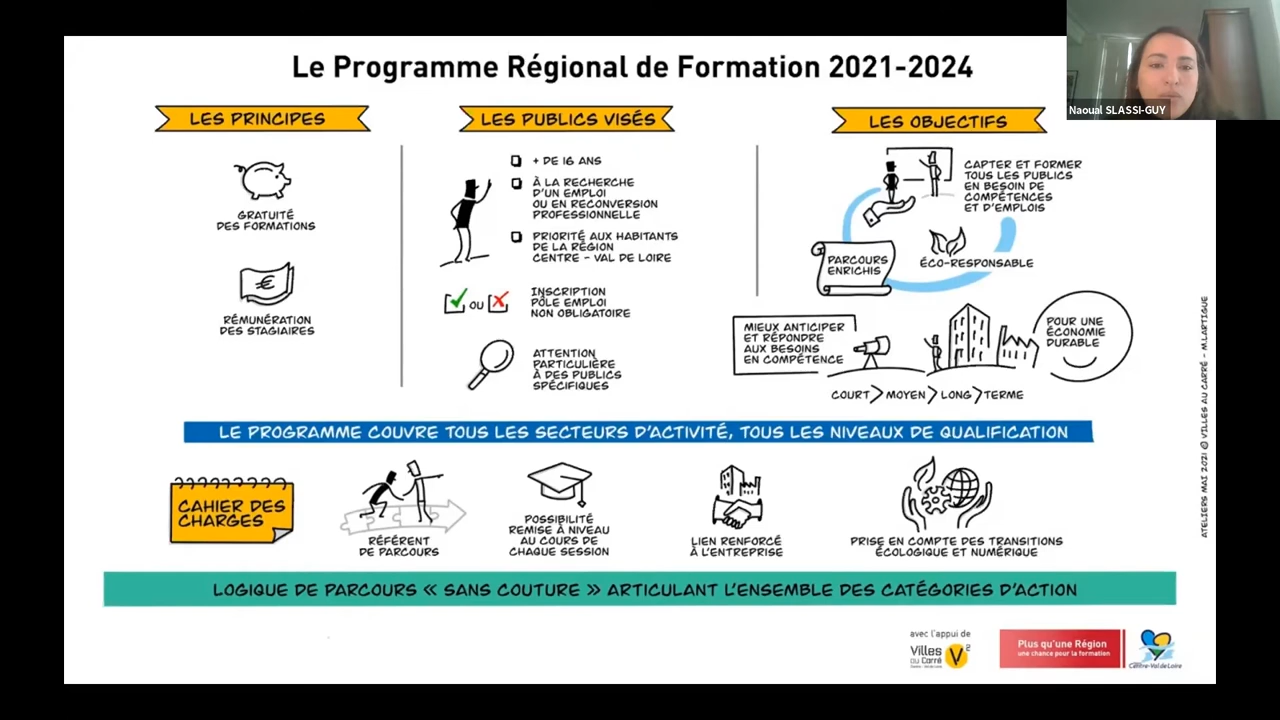 Le Programme Régional de Formation 2021-2024
Naoual SLASSI-GUY
LES PRINCIPES
GRATUITÉ
DES FORMATIONS
€
RÉMUNÉRATION
DES STAGIAIRES
LES PUBLICS VISÉS
+ DE 16 ANS
À LA RECHERCHE
D'UN EMPLOI
OU EN RECONVERSION
PROFESSIONNELLE
PRIORITÉ AUX HABITANTS
DE LA RÉGION
CENTRE - VAL DE LOIRE
OU
INSCRIPTION
PÔLE EMPLOI
NON OBLIGATOIRE
ATTENTION
PARTICULIÈRE
À DES PUBLICS
SPÉCIFIQUES
LES OBJECTIFS
CAPTER ET FORMER
TOUS LES PUBLICS
EN BESOIN DE
COMPÉTENCES
ET D'EMPLOIS
PARCOURS
ENRICHIS
ÉCO-RESPONSABLE
MIEUX ANTICIPER
ET RÉPONDRE
AUX BESOINS
EN COMPÉTENCE
POUR UNE
ÉCONOMIE
DURABLE
COURT > MOYEN > LONG > TERME
LE PROGRAMME COUVRE TOUS LES SECTEURS D'ACTIVITÉ, TOUS LES NIVEAUX DE QUALIFICATION
CAHIER DES
CHARGES
RÉFÉRENT
DE PARCOURS
POSSIBILITÉ
REMISE À NIVEAU
AU COURS DE
CHAQUE SESSION
LIEN RENFORCÉ
À L'ENTREPRISE
PRISE EN COMPTE DES TRANSITIONS
ÉCOLOGIQUE ET NUMÉRIQUE
LOGIQUE DE PARCOURS « SANS COUTURE » ARTICULANT L'ENSEMBLE DES CATÉGORIES D'ACTION
ATELIERS MAI 2021 © VILLES AU CARRÉ - M.LARTIGUE
avec l'appui de
Villes
au Carré
V2
Plus qu'une Région
une chance pour la formation
Centre-Val de Loire